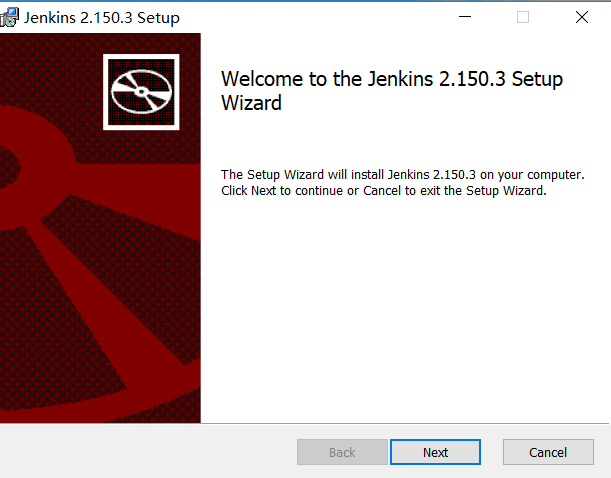 Jenkins 2.150.3 Setup
Welcome to the Jenkins 2.150.3 Setup
Wizard
The Setup Wizard will install Jenkins 2.150.3 on your computer.
Click Next to continue or Cancel to exit the Setup Wizard.
Back
Next
Cancel